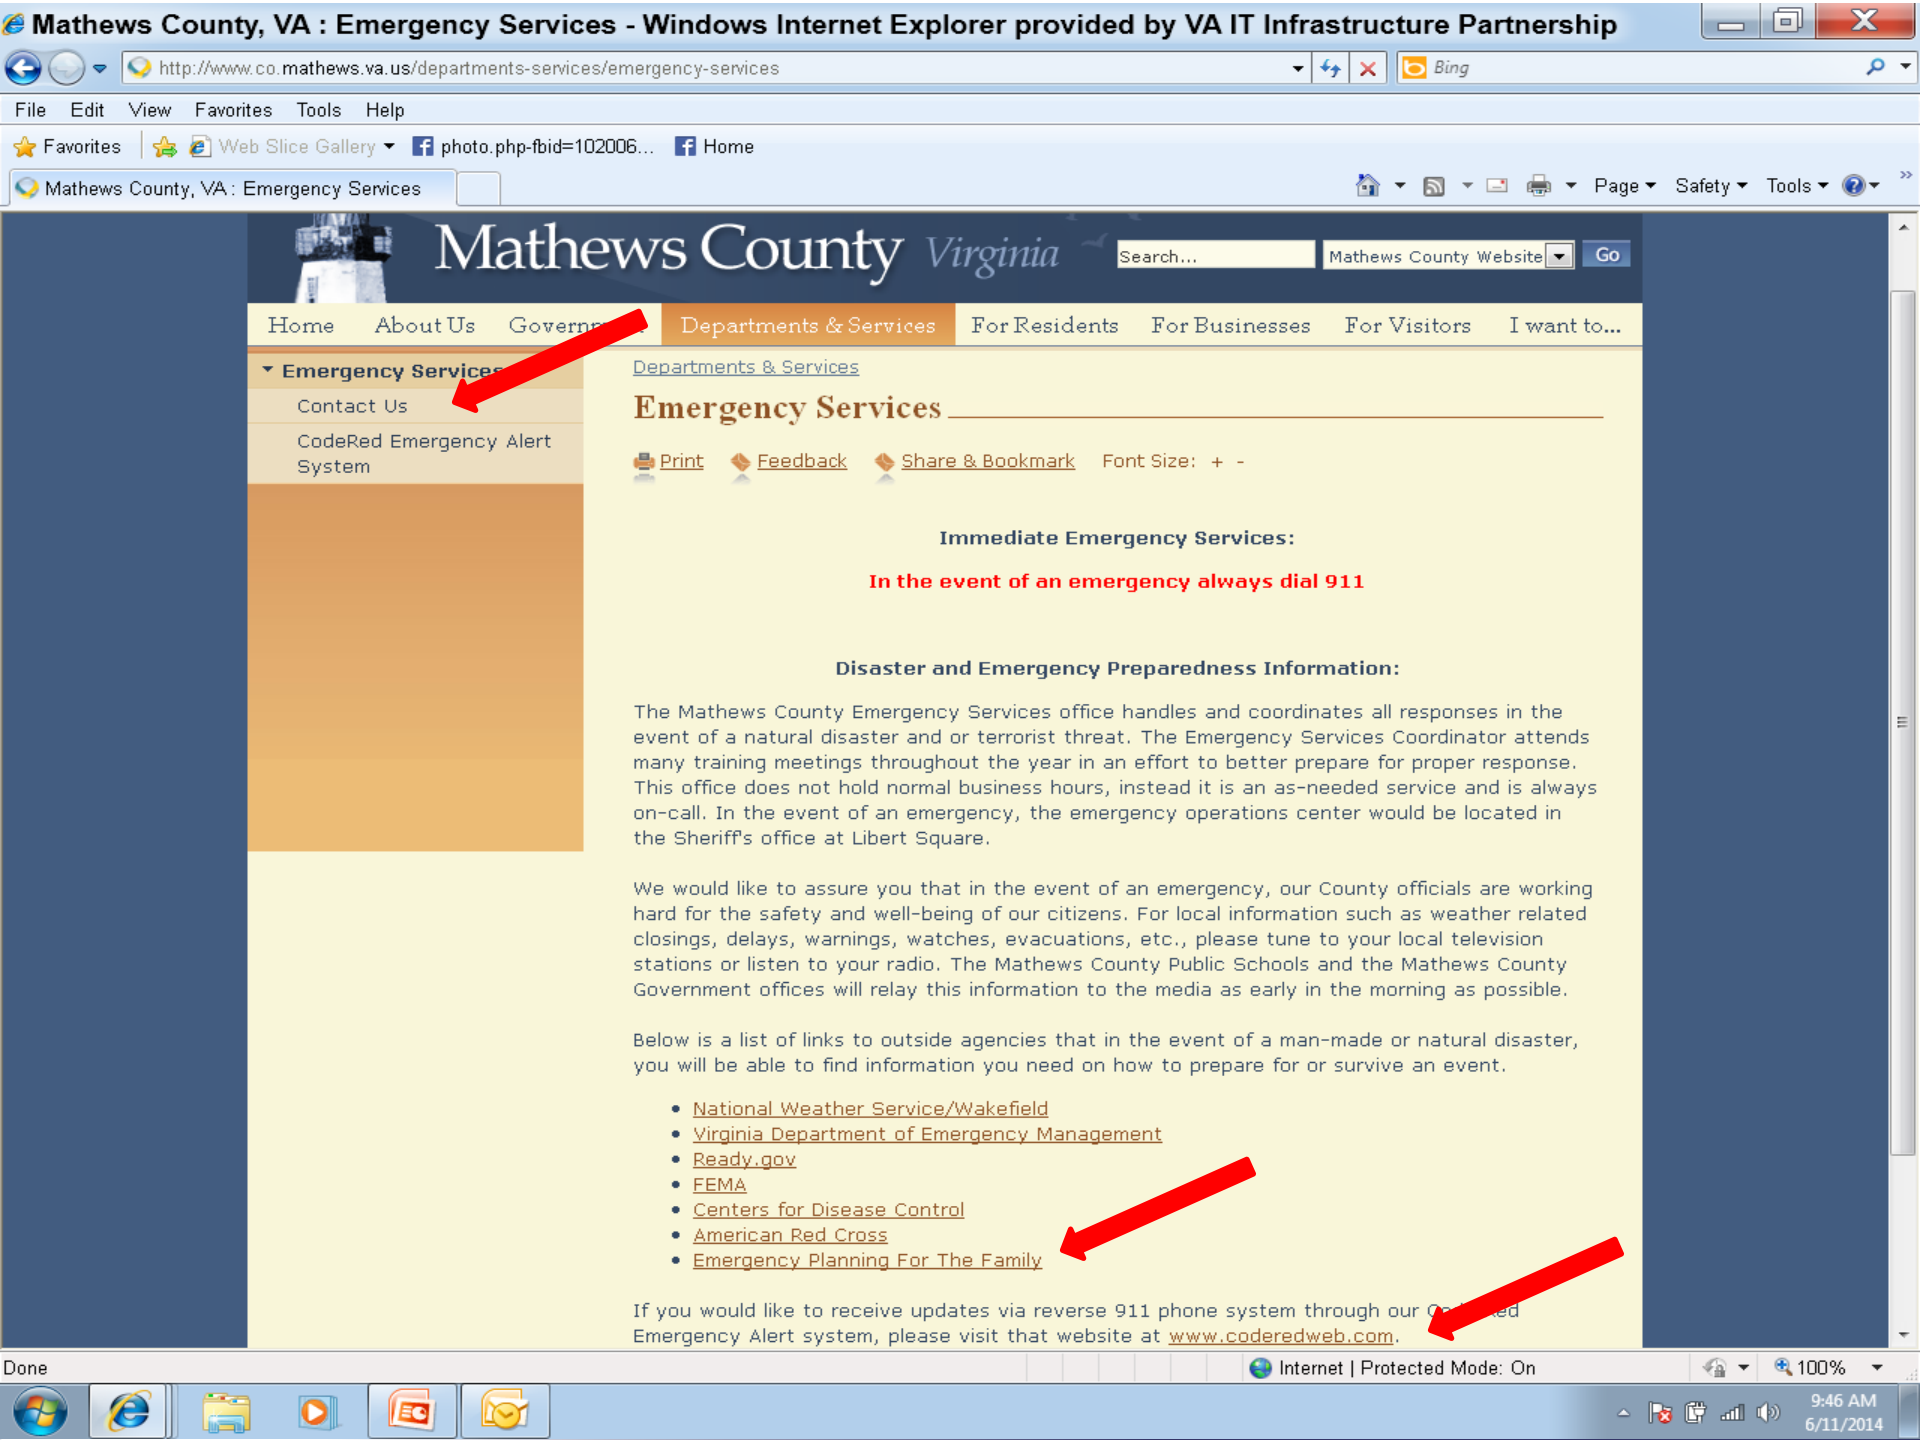 Mathews County, VA : Emergency Services - Windows Internet Explorer provided by VA IT Infrastructure Partnership
http://www.co.mathews.va.us/departments-services/emergency-services
Bing
File Edit View Favorites Tools Help
Favorites Web Slice Gallery photo.php-fbid=102006... Home
Mathews County, VA : Emergency Services
Page Safety Tools
Mathews County Virginia
Search... Mathews County Website Go
Home About Us Departments & Services For Residents For Businesses For Visitors I want to...
Emergency Services
Contact Us
CodeRed Emergency Alert
System
Departments & Services
Emergency Services
Print Feedback Share & Bookmark Font Size: + -
Immediate Emergency Services:
In the event of an emergency always dial 911
Disaster and Emergency Preparedness Information:
The Mathews County Emergency Services office handles and coordinates all responses in the
event of a natural disaster and or terrorist threat. The Emergency Services Coordinator attends
many training meetings throughout the year in an effort to better prepare for proper response.
This office does not hold normal business hours, instead it is an as-needed service and is always
on-call. In the event of an emergency, the emergency operations center would be located in
the Sheriff's office at Libert Square.
We would like to assure you that in the event of an emergency, our County officials are working
hard for the safety and well-being of our citizens. For local information such as weather related
closings, delays, warnings, watches, evacuations, etc., please tune to your local television
stations or listen to your radio. The Mathews County Public Schools and the Mathews County
Government offices will relay this information to the media as early in the morning as possible.
Below is a list of links to outside agencies that in the event of a man-made or natural disaster,
you will be able to find information you need on how to prepare for or survive an event.
National Weather Service/Wakefield
Virginia Department of Emergency Management
Ready.gov
FEMA
Centers for Disease Control
American Red Cross
Emergency Planning For The Family
If you would like to receive updates via reverse 911 phone system through our
Emergency Alert system, please visit that website at www.coderedweb.com.
Done
Internet | Protected Mode: On
100%
9:46 AM
6/11/2014